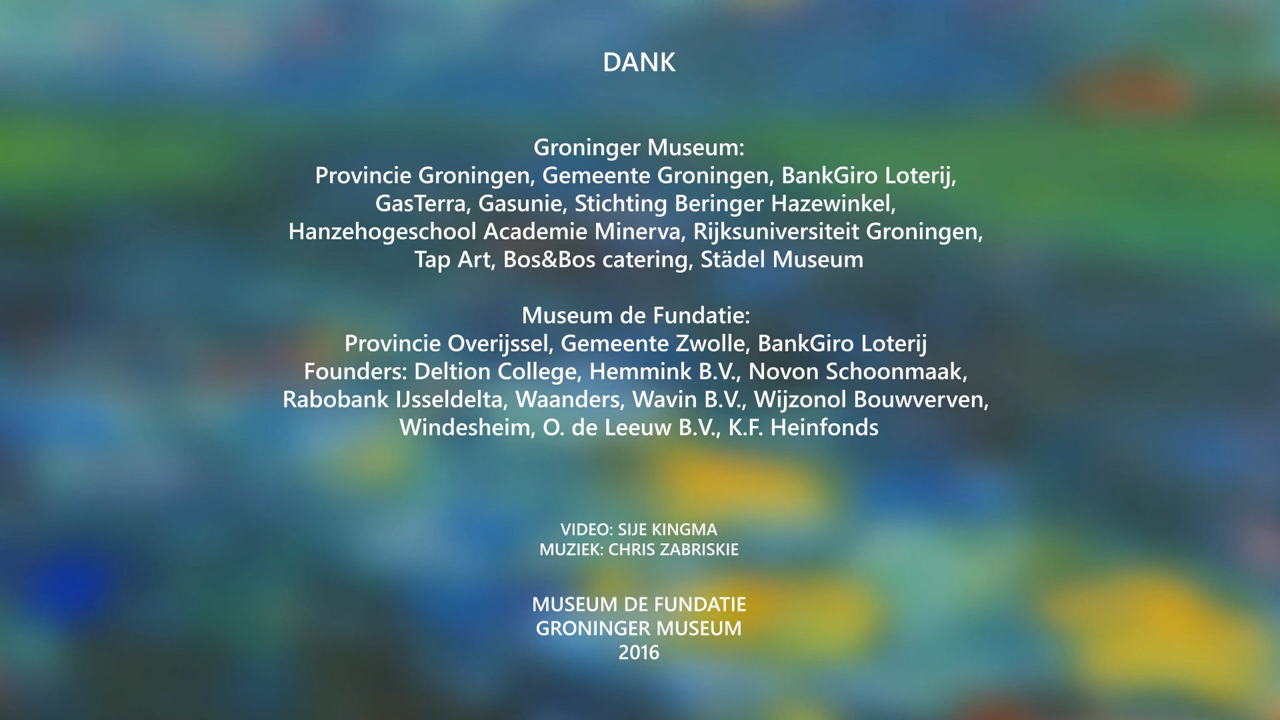 DANK
Groninger Museum:
Provincie Groningen, Gemeente Groningen, BankGiro Loterij,
GasTerra, Gasunie, Stichting Beringer Hazewinkel,
Hanzehogeschool Academie Minerva, Rijksuniversiteit Groningen,
Tap Art, Bos&Bos catering, Städel Museum
Museum de Fundatie:
Provincie Overijssel, Gemeente Zwolle, BankGiro Loterij
Founders: Deltion College, Hemmink B.V., Novon Schoonmaak,
Rabobank IJsseldelta, Waanders, Wavin B.V., Wijzonol Bouwverven,
Windesheim, O. de Leeuw B.V., K.F. Heinfonds
VIDEO: SIJE KINGMA
MUZIEK: CHRIS ZABRISKIE
MUSEUM DE FUNDATIE
GRONINGER MUSEUM
2016